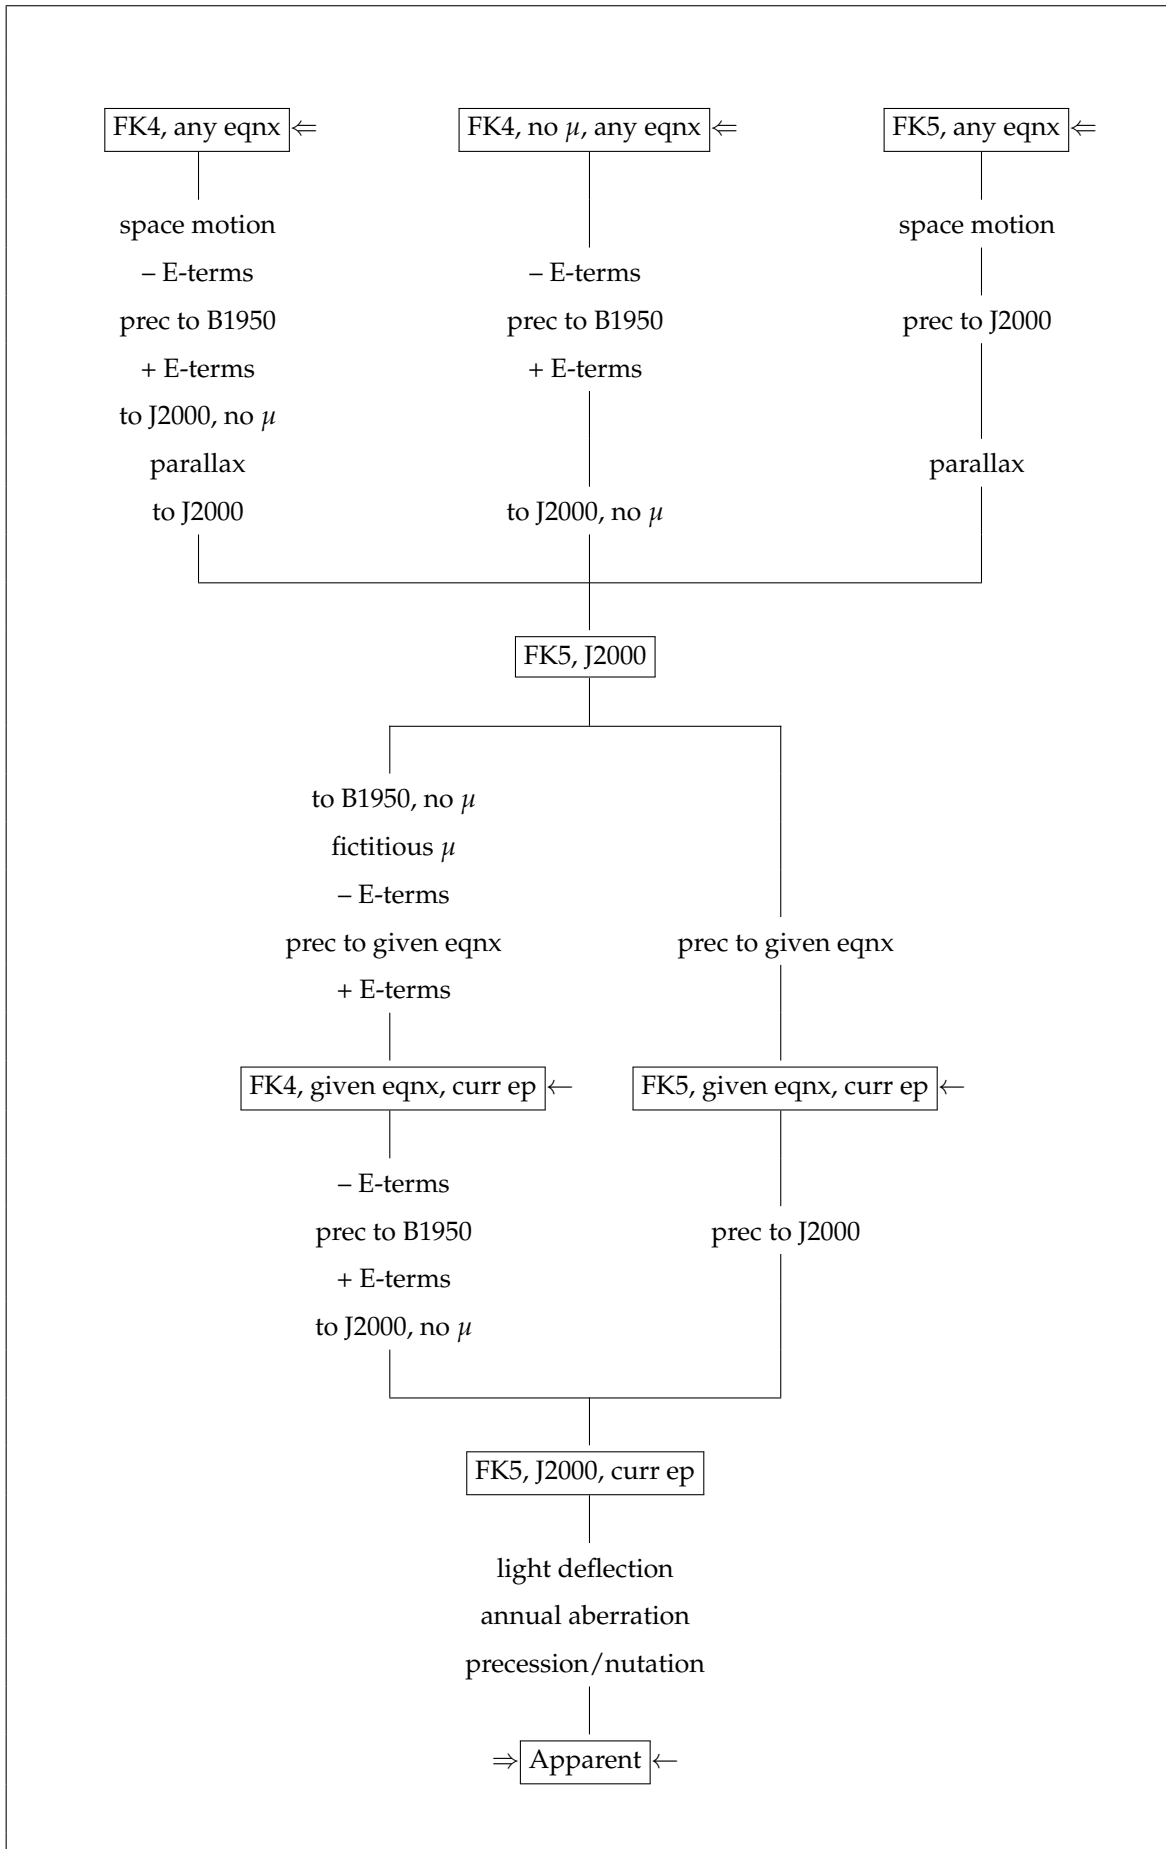 FK4, any eqnx ⇐
FK4, no μ, any eqnx ⇐
FK5, any eqnx ⇐
space motion
– E-terms
prec to B1950
+ E-terms
to J2000, no μ
parallax
to J2000
– E-terms
prec to B1950
+ E-terms
to J2000, no μ
space motion
prec to J2000
parallax
FK5, J2000
to B1950, no μ
fictitious μ
– E-terms
prec to given eqnx
+ E-terms
prec to given eqnx
FK4, given eqnx, curr ep ←
FK5, given eqnx, curr ep ←
– E-terms
prec to B1950
+ E-terms
to J2000, no μ
prec to J2000
FK5, J2000, curr ep
light deflection
annual aberration
precession/nutation
⇒ Apparent ←